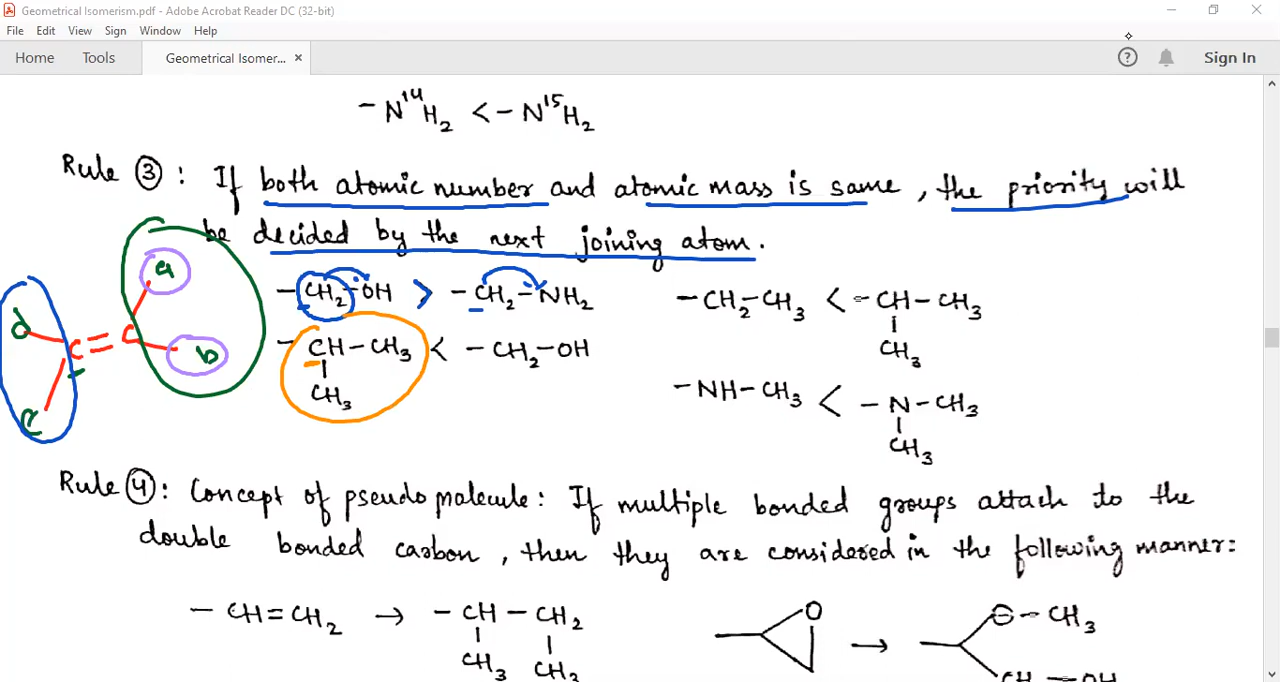 Geometrical Isomerism.pdf - Adobe Acrobat Reader DC (32-bit)
File Edit View Sign Window Help
Home Tools Geometrical Isomer... × ? Sign In
-N¹⁴H₂ < -N¹⁵H₂
Rule ③ : If both atomic number and atomic mass is same, the priority will
be decided by the next joining atom.
-CH₂-OH > -CH₂-NH₂
-CH₂-CH₃ < -CH-CH₃
CH₃
a
d
C = C
b
e
-CH-CH₃ < -CH₂-OH
CH₃
-NH-CH₃ < -N-CH₃
CH₃
Rule ④ : Concept of pseudo molecule : If multiple bonded groups attach to the
double bonded carbon, then they are considered in the following manner:
-CH=CH₂ → -CH-CH₂
CH₃ CH₃
O → O-CH₃
CH-OH